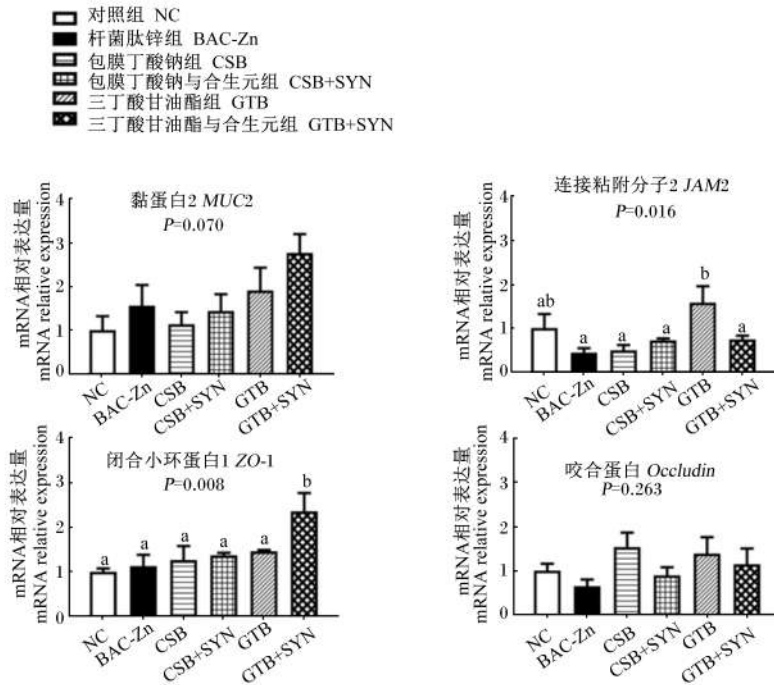 对照组 NC
杆菌肽锌组 BAC-Zn
包膜丁酸钠组 CSB
包膜丁酸钠与合生元组 CSB+SYN
三丁酸甘油酯组 GTB
三丁酸甘油酯与合生元组 GTB+SYN
mRNA相对表达量
mRNA relative expression
黏蛋白2 MUC2
P=0.070
4
3
2
1
0
NC
BAC-Zn
CSB
CSB+SYN
GTB
GTB+SYN
mRNA相对表达量
mRNA relative expression
连接粘附分子2 JAM2
P=0.016
4
3
2
1
0
ab
a
a
a
b
a
NC
BAC-Zn
CSB
CSB+SYN
GTB
GTB+SYN
mRNA相对表达量
mRNA relative expression
闭合小环蛋白1 ZO-1
P=0.008
4
3
2
1
0
a
a
a
a
a
b
NC
BAC-Zn
CSB
CSB+SYN
GTB
GTB+SYN
mRNA相对表达量
mRNA relative expression
咬合蛋白 Occludin
P=0.263
4
3
2
1
0
NC
BAC-Zn
CSB
CSB+SYN
GTB
GTB+SYN